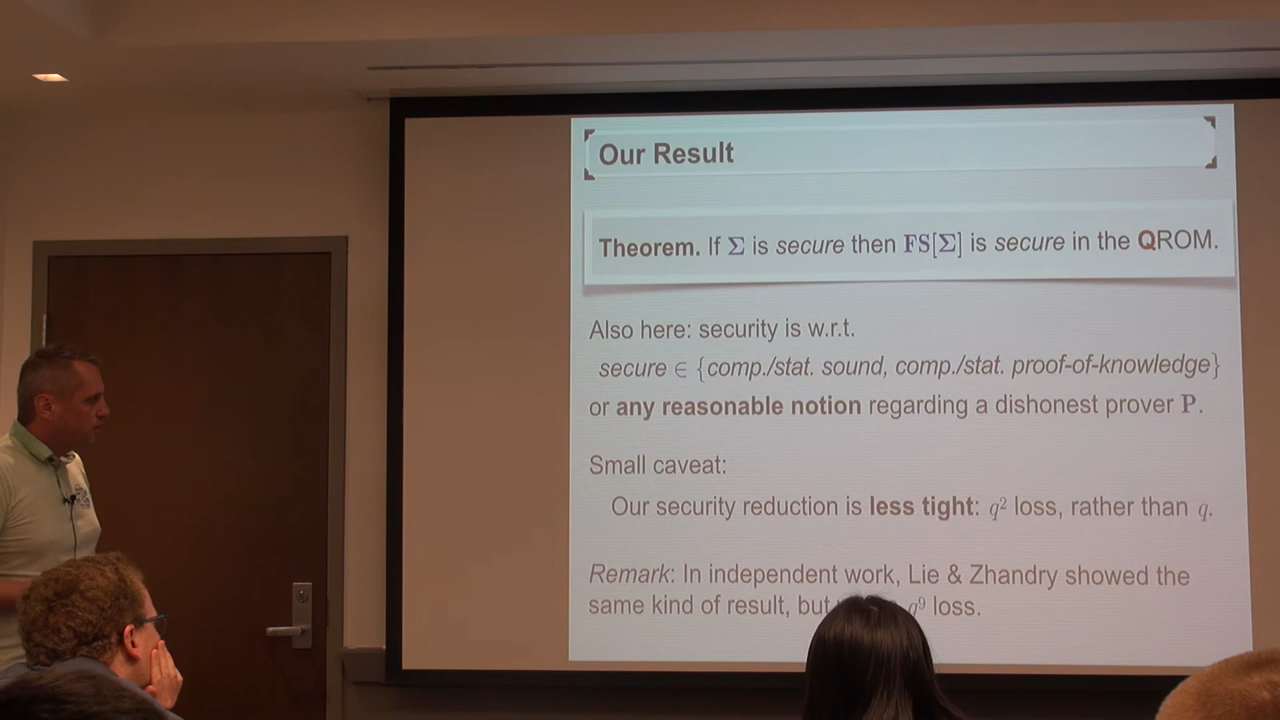 Our Result
Theorem. If Σ is secure then FS[Σ] is secure in the QROM.
Also here: security is w.r.t.
secure ∈ {comp./stat. sound, comp./stat. proof-of-knowledge}
or any reasonable notion regarding a dishonest prover P.
Small caveat:
Our security reduction is less tight: q² loss, rather than q.
Remark: In independent work, Lie & Zhandry showed the
same kind of result, but q⁹ loss.